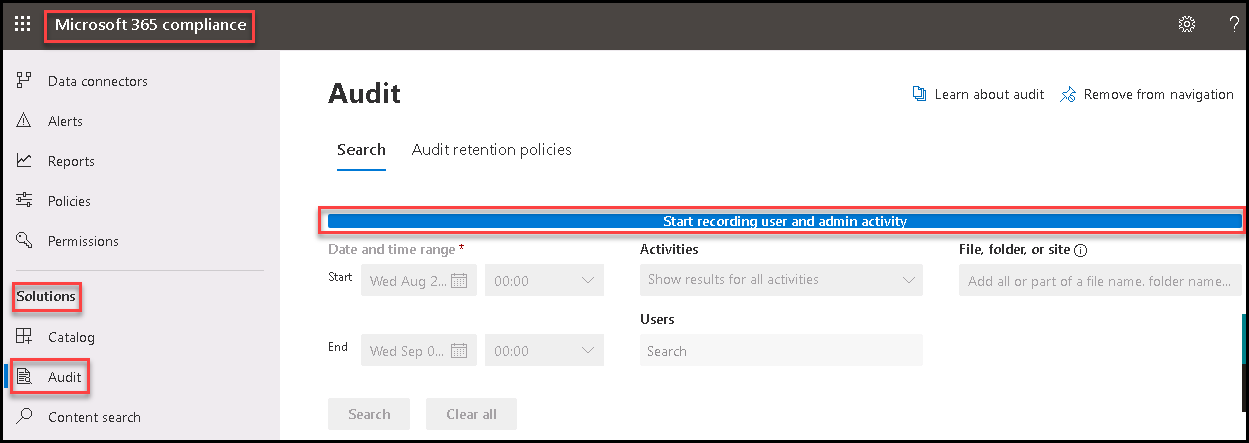 Microsoft 365 compliance
?
Data connectors
Alerts
Reports
Policies
Permissions
Solutions
Catalog
Audit
Content search
Audit
Learn about audit
Remove from navigation
Search
Audit retention policies
Start recording user and admin activity
Date and time range *
Activities
File, folder, or site
Start
Wed Aug 2...
00:00
Show results for all activities
Add all or part of a file name, folder name...
Users
End
Wed Sep 0...
00:00
Search
Search
Clear all